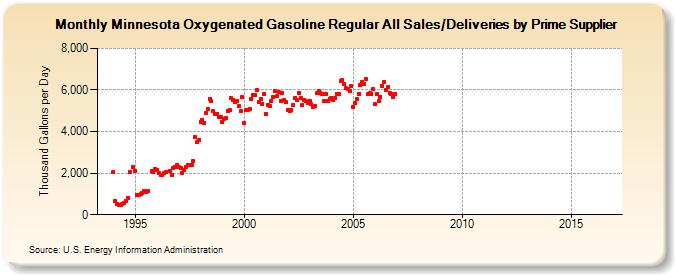 Monthly Minnesota Oxygenated Gasoline Regular All Sales/Deliveries by Prime Supplier
Thousand Gallons per Day
8,000
6,000
4,000
2,000
0
1995 2000 2005 2010 2015
Source: U.S. Energy Information Administration